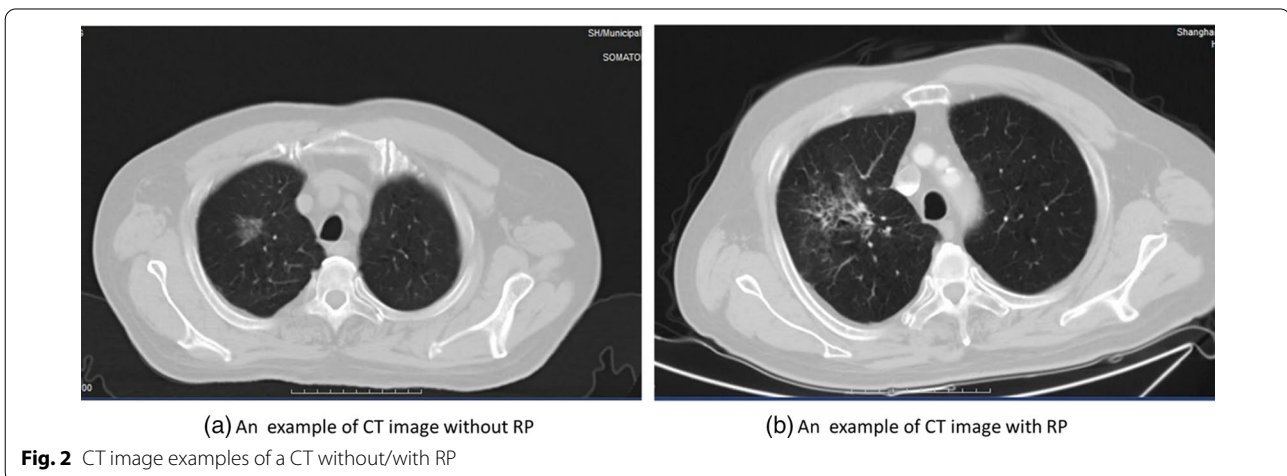 SH/Municipal
SOMATO
00
Shangha
H
(a) An example of CT image without RP
(b) An example of CT image with RP
Fig. 2 CT image examples of a CT without/with RP